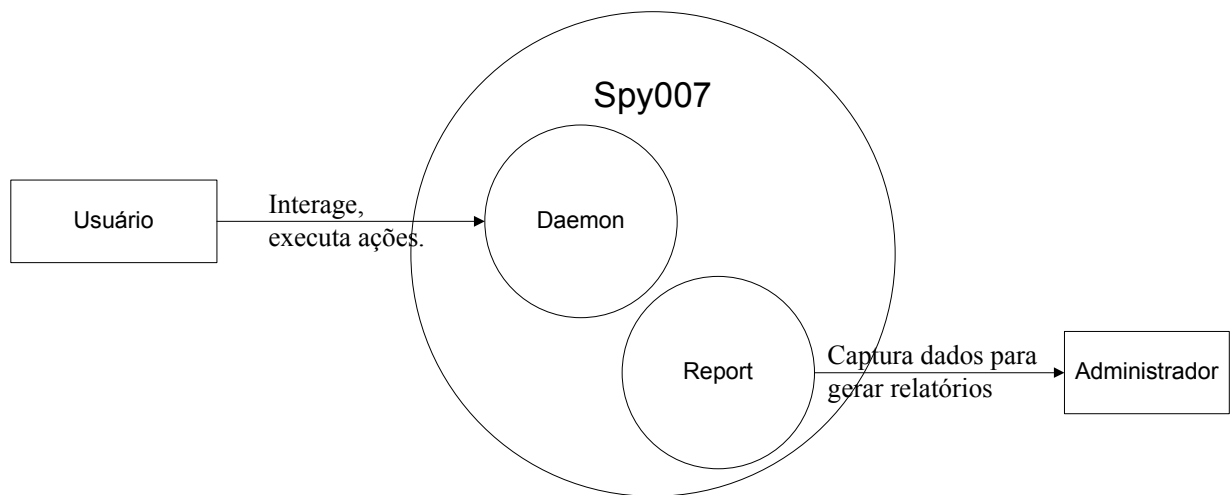 Spy007
Usuário
Interage,
executa ações.
Daemon
Report
Captura dados para
gerar relatórios
Administrador